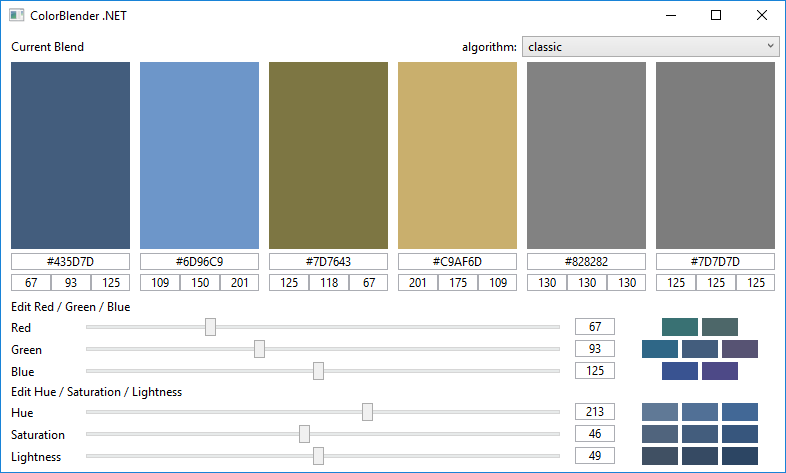 ColorBlender .NET
Current Blend algorithm: classic
#435D7D #6D96C9 #7D7643 #C9AF6D #828282 #7D7D7D
67 93 125 109 150 201 125 118 67 201 175 109 130 130 130 125 125 125
Edit Red / Green / Blue
Red 67
Green 93
Blue 125
Edit Hue / Saturation / Lightness
Hue 213
Saturation 46
Lightness 49